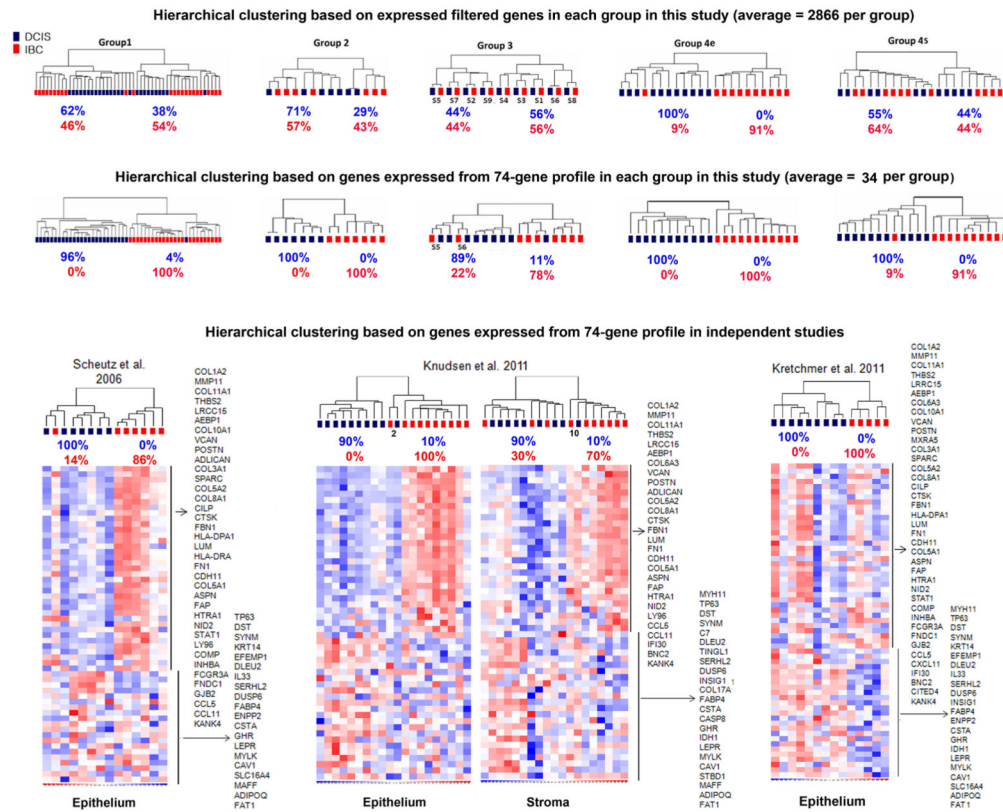 Hierarchical clustering based on expressed filtered genes in each group in this study (average = 2866 per group)
DCIS
IBC
Group1
Group 2
Group 3
Group 4e
Group 4s
S5 S7 S2 S9 S4 S3 S1 S6 S8
62% 38%
46% 54%
71% 29%
57% 43%
44% 56%
44% 56%
100% 0%
9% 91%
55% 44%
64% 44%
Hierarchical clustering based on genes expressed from 74-gene profile in each group in this study (average = 34 per group)
S5 S6
96% 4%
0% 100%
100% 0%
0% 100%
89% 11%
22% 78%
100% 0%
0% 100%
100% 0%
9% 91%
Hierarchical clustering based on genes expressed from 74-gene profile in independent studies
Scheutz et al.
2006
100% 0%
14% 86%
COL1A2
MMP11
COL11A1
THBS2
LRCC15
AEBP1
COL10A1
VCAN
POSTN
ADLICAN
COL3A1
SPARC
COL5A2
COL8A1
CILP
CTSK
FBN1
HLA-DPA1
LUM
HLA-DRA
FN1
CDH11
COL5A1
ASPN
FAP
HTRA1
NID2
STAT1
LY96
COMP
INHBA
FCGR3A
FNDC1
GJB2
CCL5
CCL11
KANK4
TP63
DST
SYNM
KRT14
EFEMP1
DLEU2
IL33
SERHL2
DUSP6
FABP4
ENPP2
CSTA
GHR
LEPR
MYLK
CAV1
SLC16A4
MAFF
ADIPOQ
FAT1
Epithelium
Knudsen et al. 2011
2
10
90% 10%
0% 100%
90% 10%
30% 70%
COL1A2
MMP11
COL11A1
THBS2
LRCC15
AEBP1
COL6A3
VCAN
POSTN
ADLICAN
COL5A2
COL8A1
CTSK
FBN1
LUM
FN1
CDH11
COL5A1
ASPN
FAP
HTRA1
NID2
LY96
CCL5
CCL11
IFI30
BNC2
KANK4
MYH11
TP63
DST
SYNM
C7
DLEU2
TINGL1
SERHL2
DUSP6
INSIG1
COL17A
FABP4
CSTA
CASP8
GHR
IDH1
LEPR
MYLK
CAV1
STBD1
MAFF
ADIPOQ
FAT1
Epithelium
Stroma
Kretchmer et al. 2011
100% 0%
0% 100%
COL1A2
MMP11
COL11A1
THBS2
LRRC15
AEBP1
COL6A3
COL10A1
VCAN
POSTN
MXRA5
COL3A1
SPARC
COL5A2
COL8A1
CILP
CTSK
FBN1
HLA-DPA1
LUM
FN1
CDH11
COL5A1
ASPN
FAP
HTRA1
NID2
STAT1
COMP
INHBA
FCGR3A
FNDC1
GJB2
CCL5
CXCL11
IFI30
BNC2
CITED4
KANK4
MYH11
TP63
DST
SYNM
KRT14
EFEMP1
DLEU2
IL33
SERHL2
DUSP6
INSIG1
FABP4
ENPP2
CSTA
GHR
IDH1
LEPR
MYLK
CAV1
SLC16A4
MAFF
ADIPOQ
FAT1
Epithelium